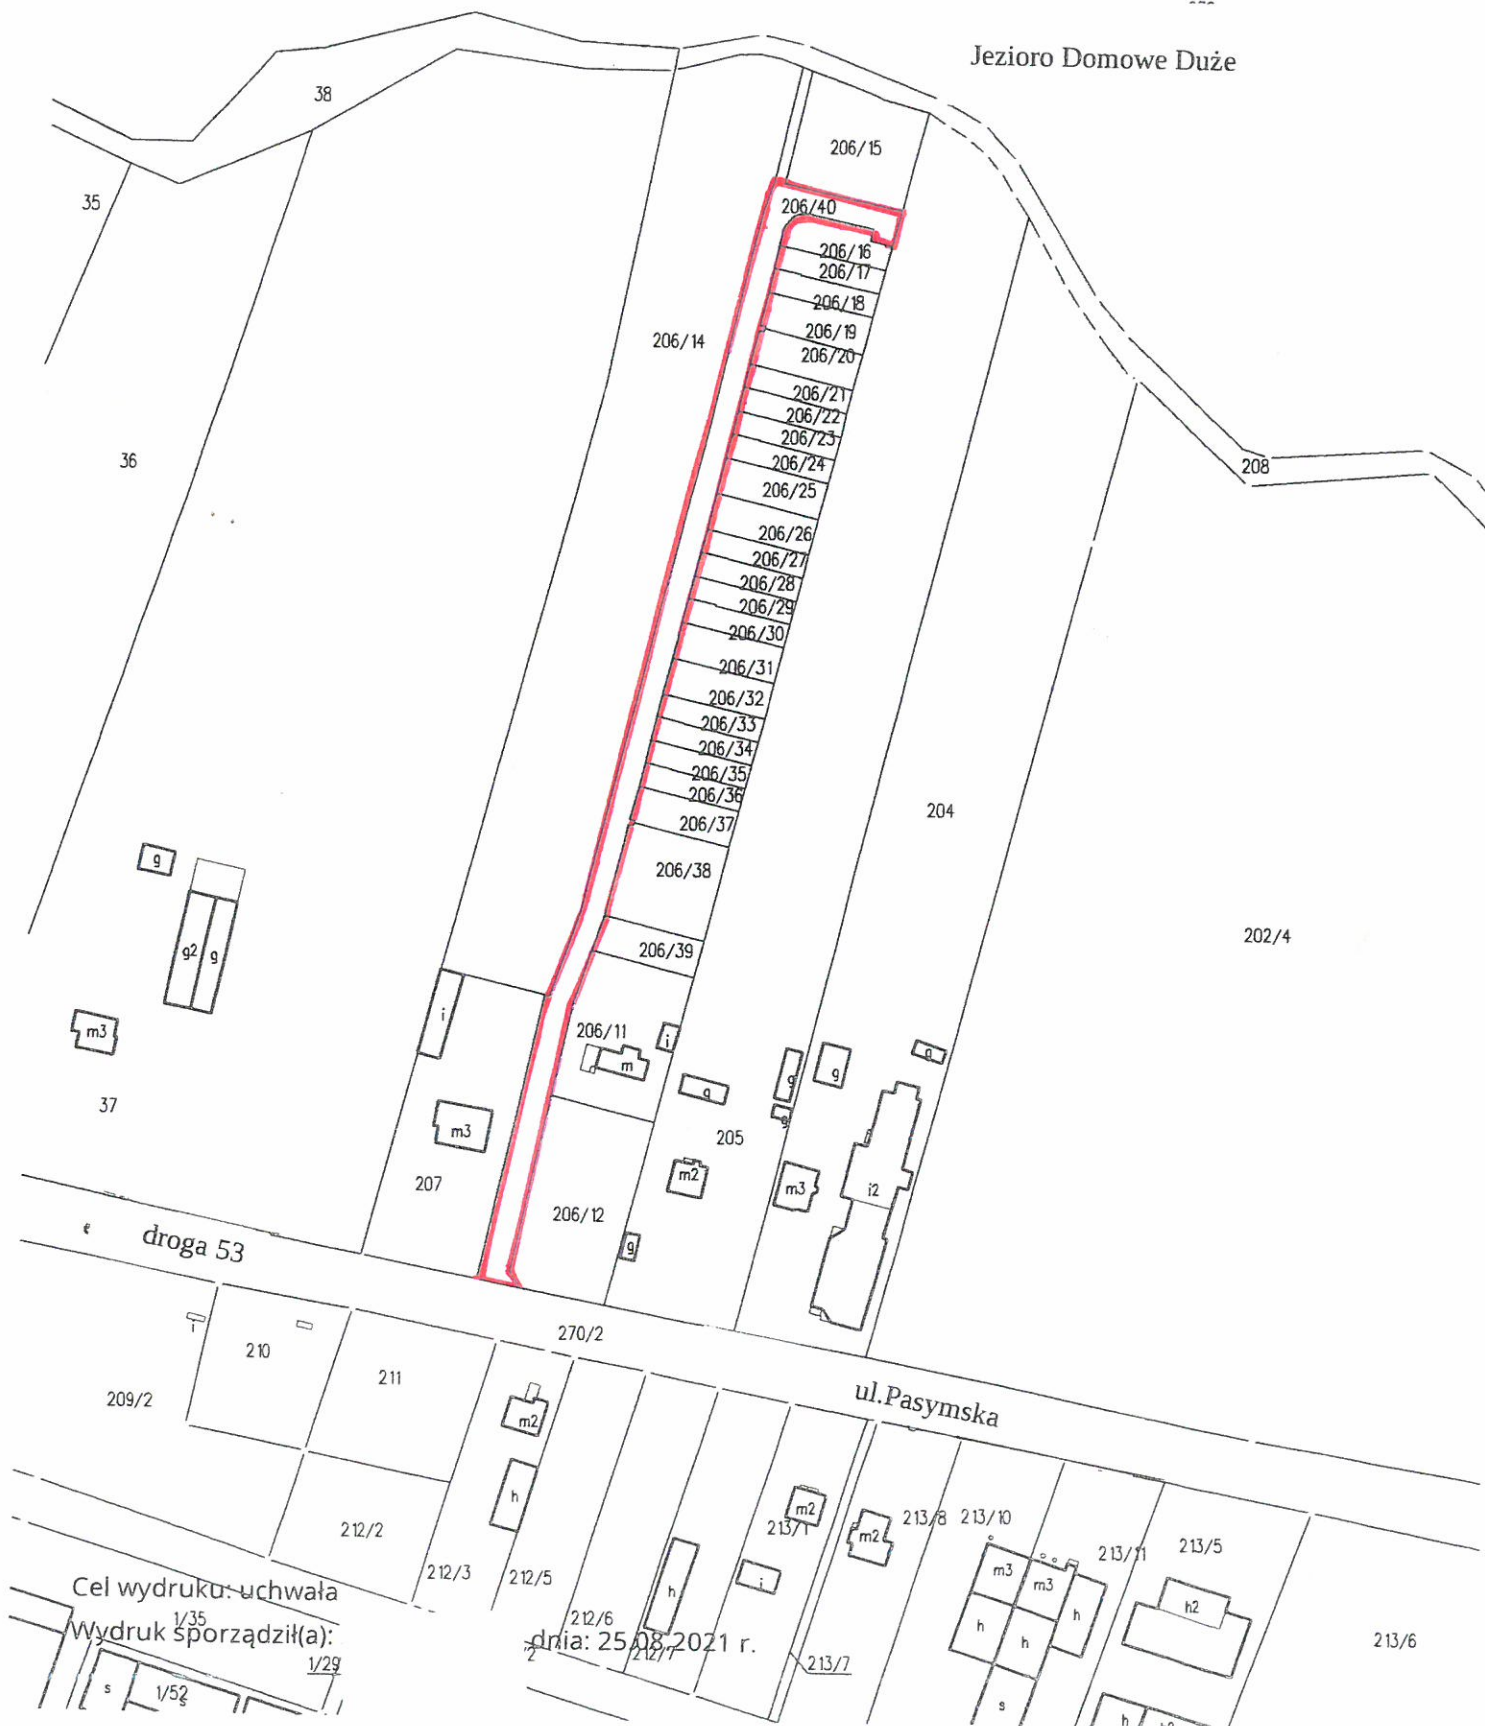 Jezioro Domowe Duże
38
206/15
35
206/40
206/16
206/17
206/18
206/14
206/19
206/20
206/21
206/22
206/23
36
206/24
208
206/25
206/26
206/27
206/28
206/29
206/30
206/31
206/32
206/33
206/34
206/35
206/36
204
206/37
g
206/38
202/4
g2
g
206/39
i
m3
206/11
i
m
g
g
g
g
37
g
m3
205
m2
m3
i2
207
206/12
g
droga 53
270/2
i
210
211
209/2
ul.Pasymska
m2
h
m2
213/1
m2
213/8
213/10
212/2
213/11
213/5
m3
m3
212/3
212/5
i
h
h2
h
Cel wydruku: uchwała
1/35
212/6
h
h
213/6
Wydruk sporządził(a):
dnia: 25.08.2021 r.
212/7
213/7
1/29
s
1/52
s
s
h